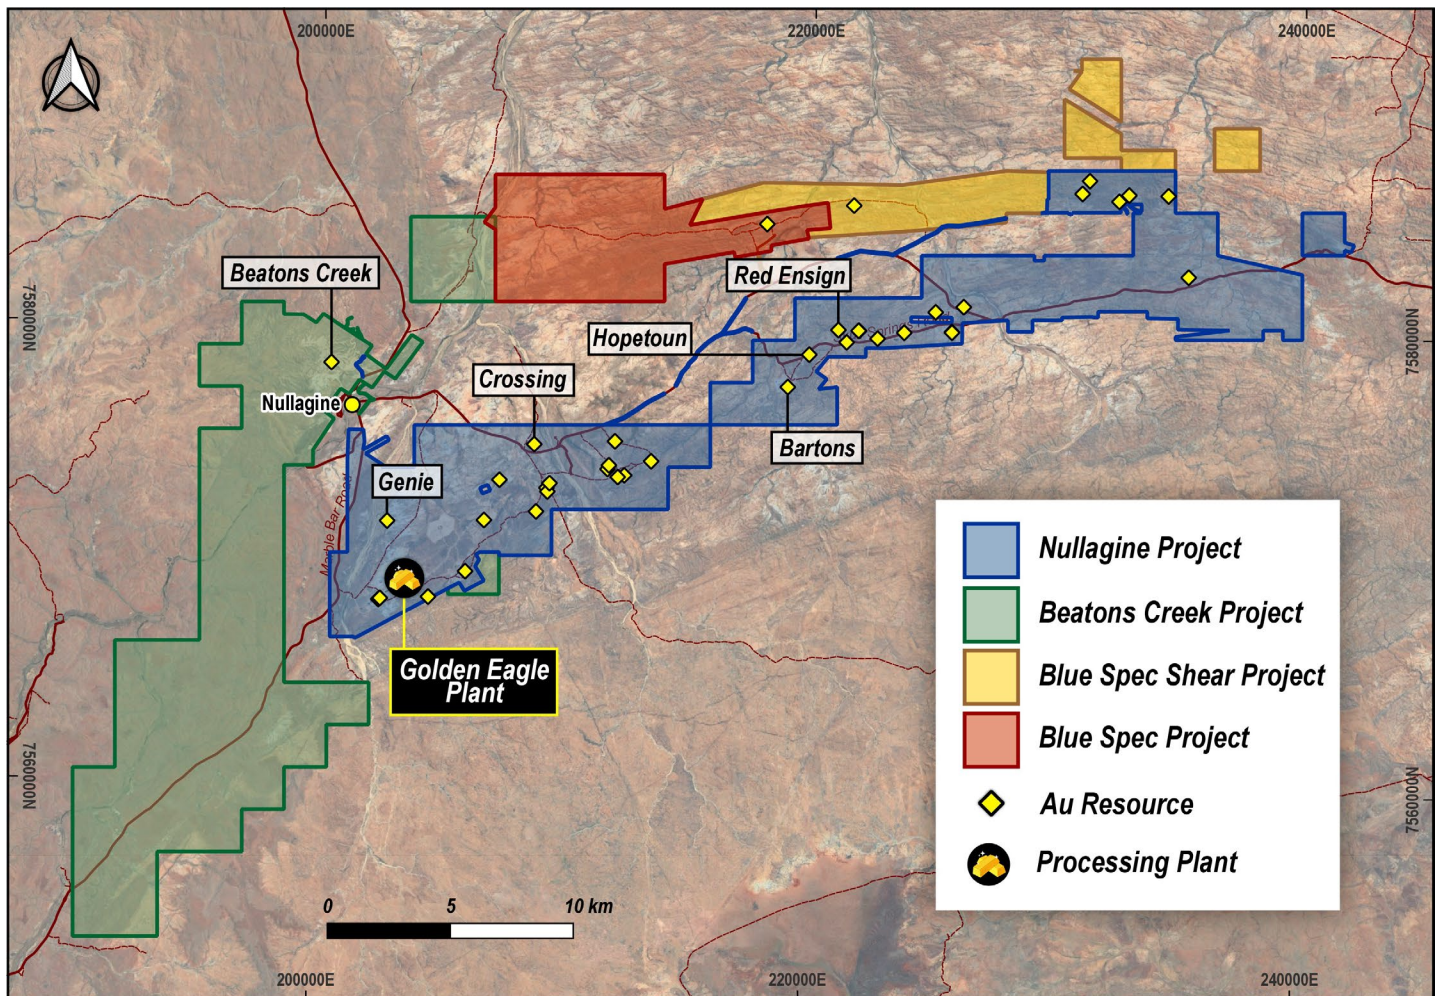 200000E
220000E
240000E
7580000N
7580000N
7560000N
7560000N
Beatons Creek
Red Ensign
Springs Road
Hopetoun
Crossing
Nullagine
Bartons
Genie
Marble Bar Road
Golden Eagle
Plant
Nullagine Project
Beatons Creek Project
Blue Spec Shear Project
Blue Spec Project
Au Resource
Processing Plant
0 5 10 km
200000E
220000E
240000E